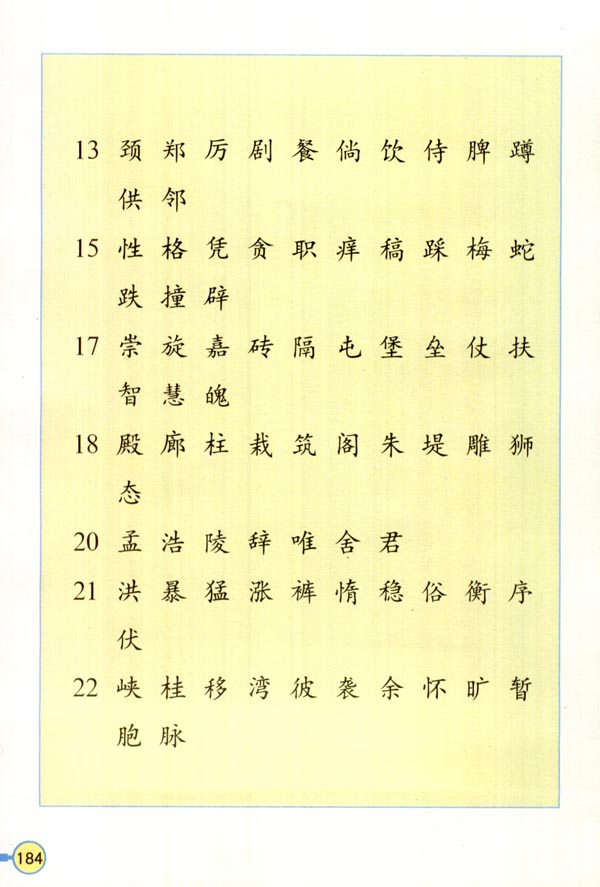 13 颈 郑 厉 剧 餐 倘 饮 侍 脾 蹲
供 邻
15 性 格 凭 贪 职 痒 稿 踩 梅 蛇
跌 撞 辟
17 崇 旋 嘉 砖 隔 屯 堡 垒 仗 扶
智 慧 魄
18 殿 廊 柱 栽 筑 阁 朱 堤 雕 狮
态
20 孟 浩 陵 辞 唯 舍 君
21 洪 暴 猛 涨 裤 惰 稳 俗 衡 序
伏
22 峡 桂 移 湾 彼 袭 余 怀 旷 暂
胞 脉
184